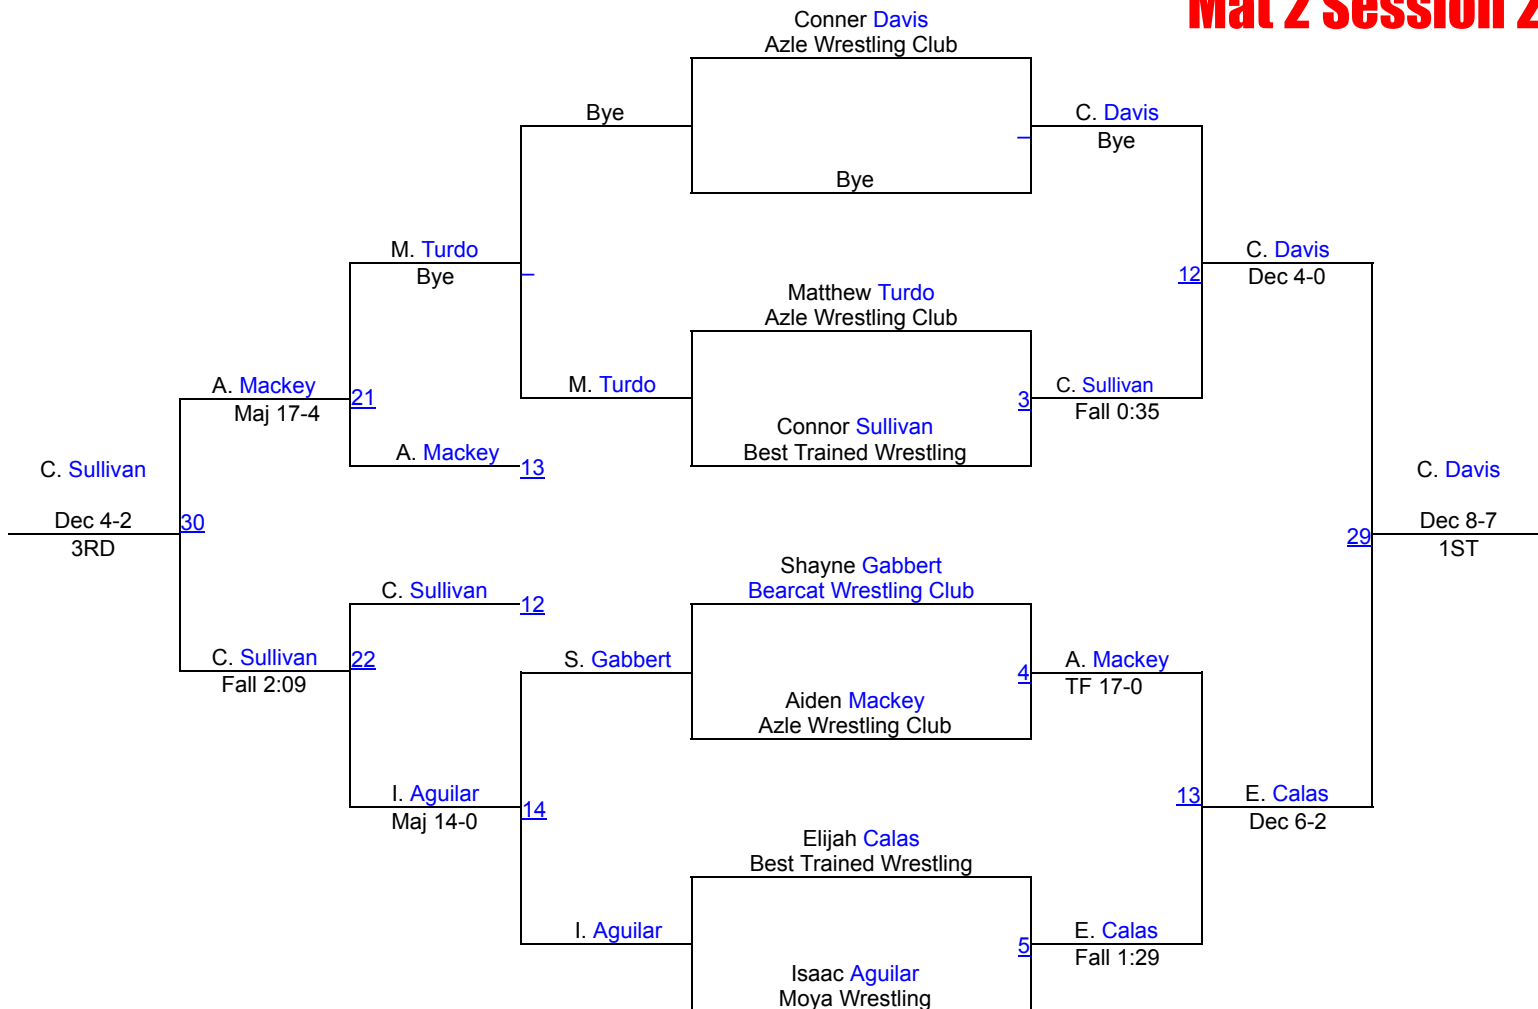 Mat 2 Session 2
Conner Davis
Azle Wrestling Club
Bye
C. Davis
Bye
Bye
M. Turdo
Bye
C. Davis
12
Dec 4-0
Matthew Turdo
Azle Wrestling Club
A. Mackey
21
Maj 17-4
M. Turdo
3
C. Sullivan
Fall 0:35
Connor Sullivan
Best Trained Wrestling
A. Mackey
13
C. Sullivan
C. Davis
Dec 4-2
30
3RD
Dec 8-7
29
1ST
Shayne Gabbert
Bearcat Wrestling Club
C. Sullivan
12
C. Sullivan
22
Fall 2:09
S. Gabbert
4
A. Mackey
TF 17-0
Aiden Mackey
Azle Wrestling Club
I. Aguilar
14
Maj 14-0
13
E. Calas
Dec 6-2
Elijah Calas
Best Trained Wrestling
I. Aguilar
5
E. Calas
Fall 1:29
Isaac Aguilar
Moya Wrestling